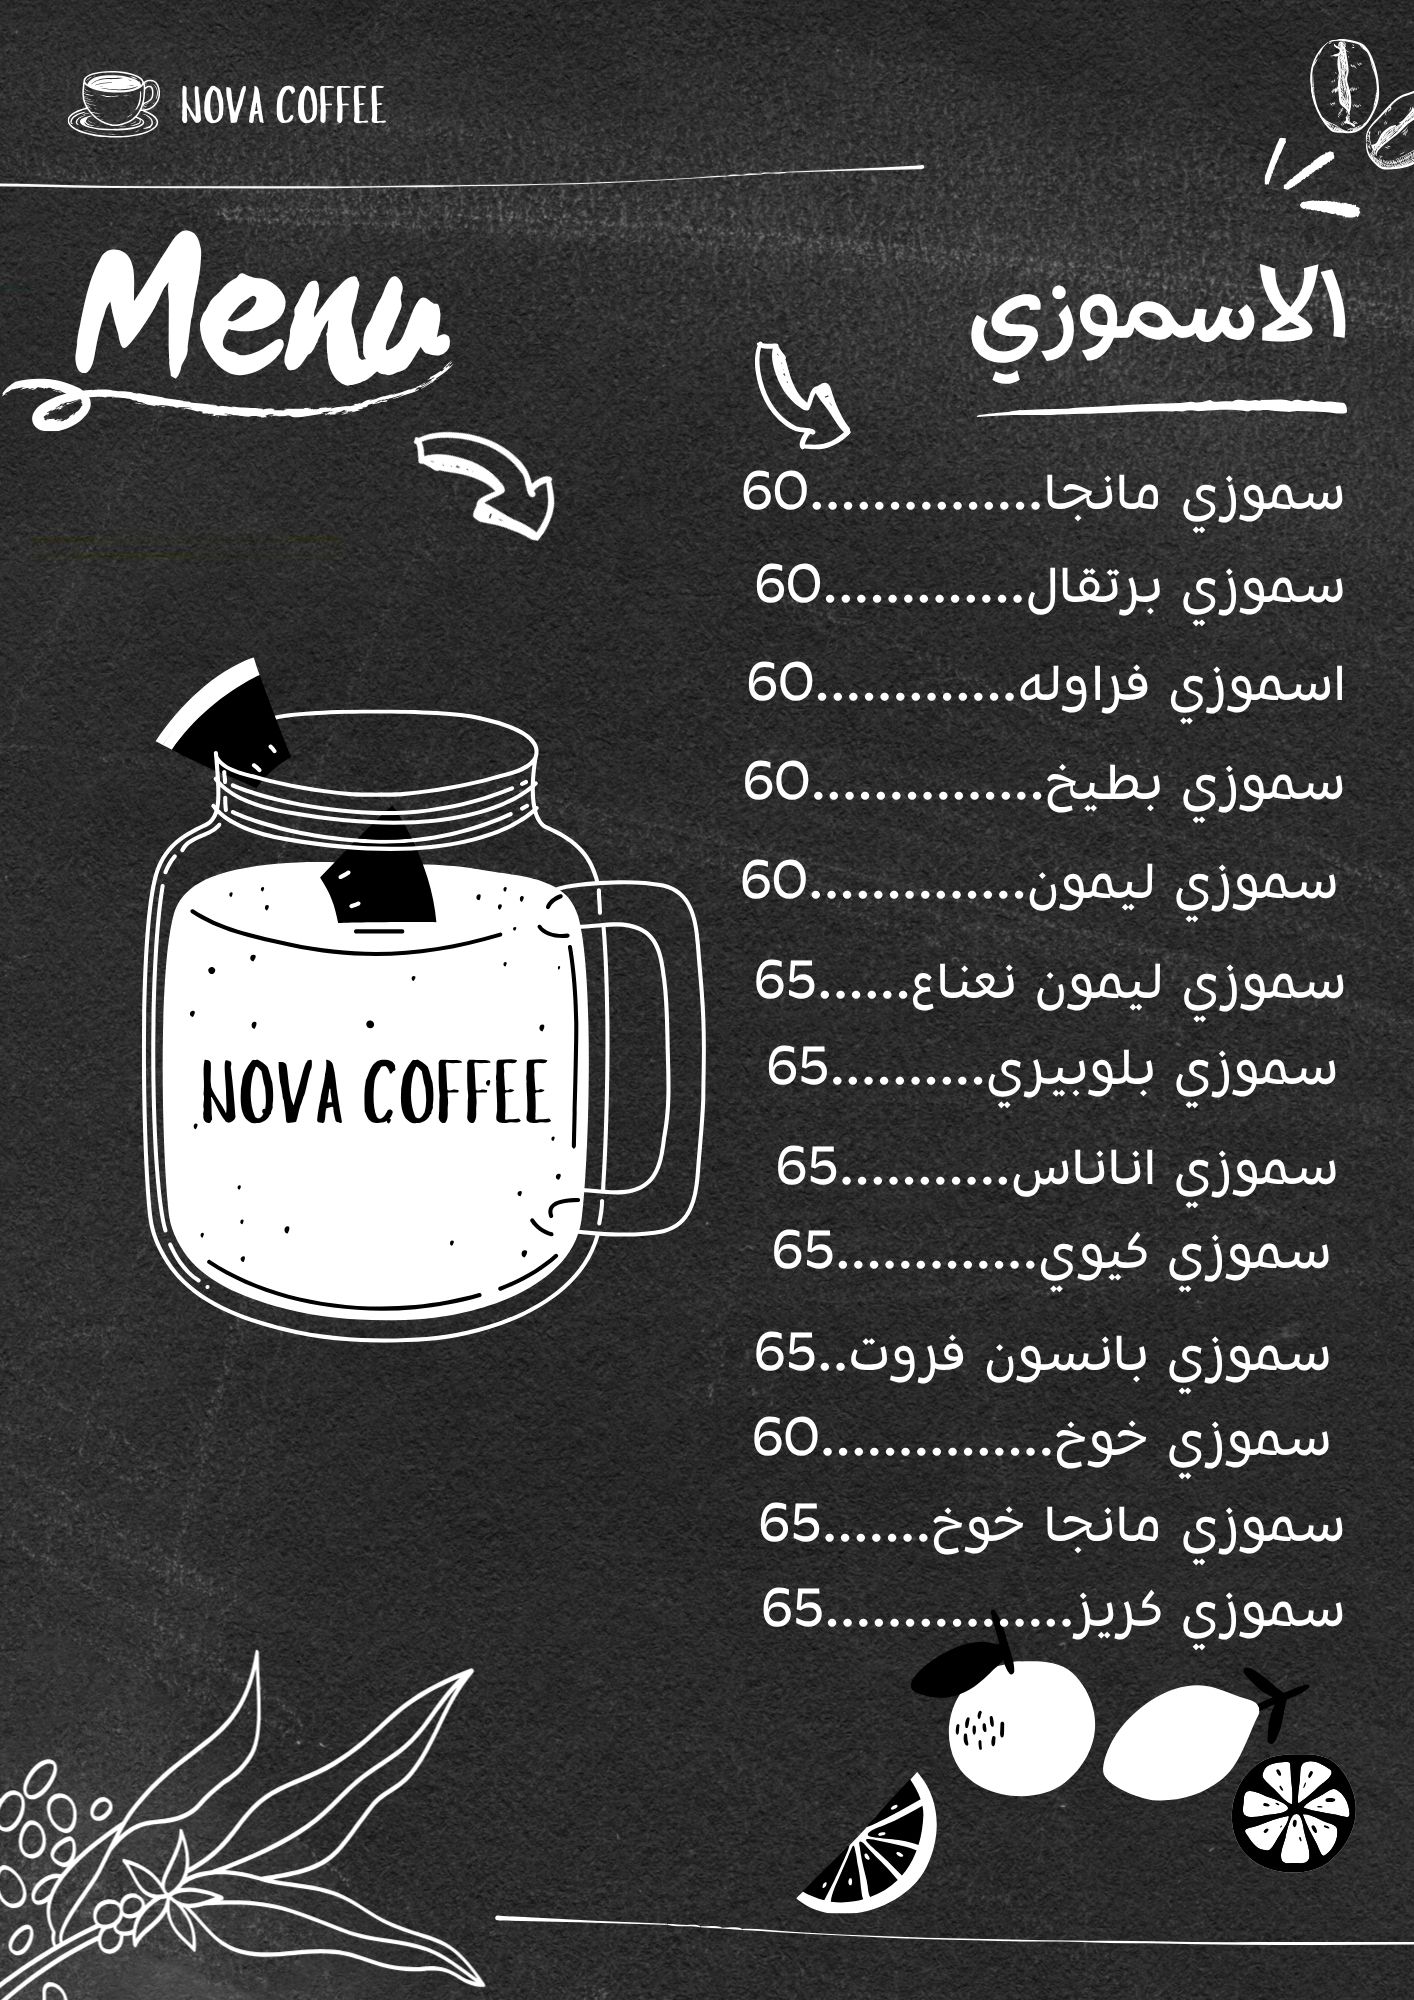 NOVA COFFEE
Menu
الاسموزي
سموزي مانجا...............60
سموزي برتقال.............60
اسموزي فراوله.............60
سموزي بطيخ...............60
سموزي ليمون..............60
سموزي ليمون نعناع......65
سموزي بلوبيري..........65
سموزي اناناس...........65
سموزي كيوي.............65
سموزي بانسون فروت..65
سموزي خوخ...............60
سموزي مانجا خوخ.......65
سموزي كريز................65
NOVA COFFEE